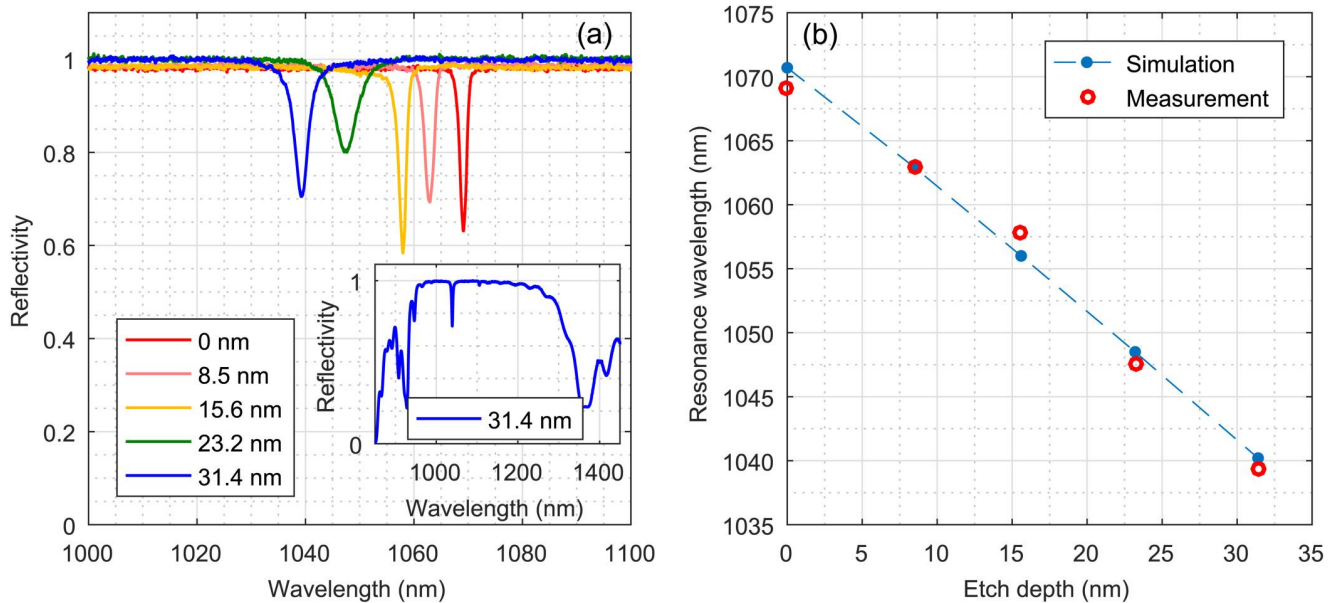 (a)
1
0.8
0.6
0.4
0.2
0
Reflectivity
1000 1020 1040 1060 1080 1100
Wavelength (nm)
0 nm
8.5 nm
15.6 nm
23.2 nm
31.4 nm
1
0
Reflectivity
31.4 nm
1000 1200 1400
Wavelength (nm)
(b)
1075
1070
1065
1060
1055
1050
1045
1040
1035
Resonance wavelength (nm)
Simulation
Measurement
0 5 10 15 20 25 30 35
Etch depth (nm)